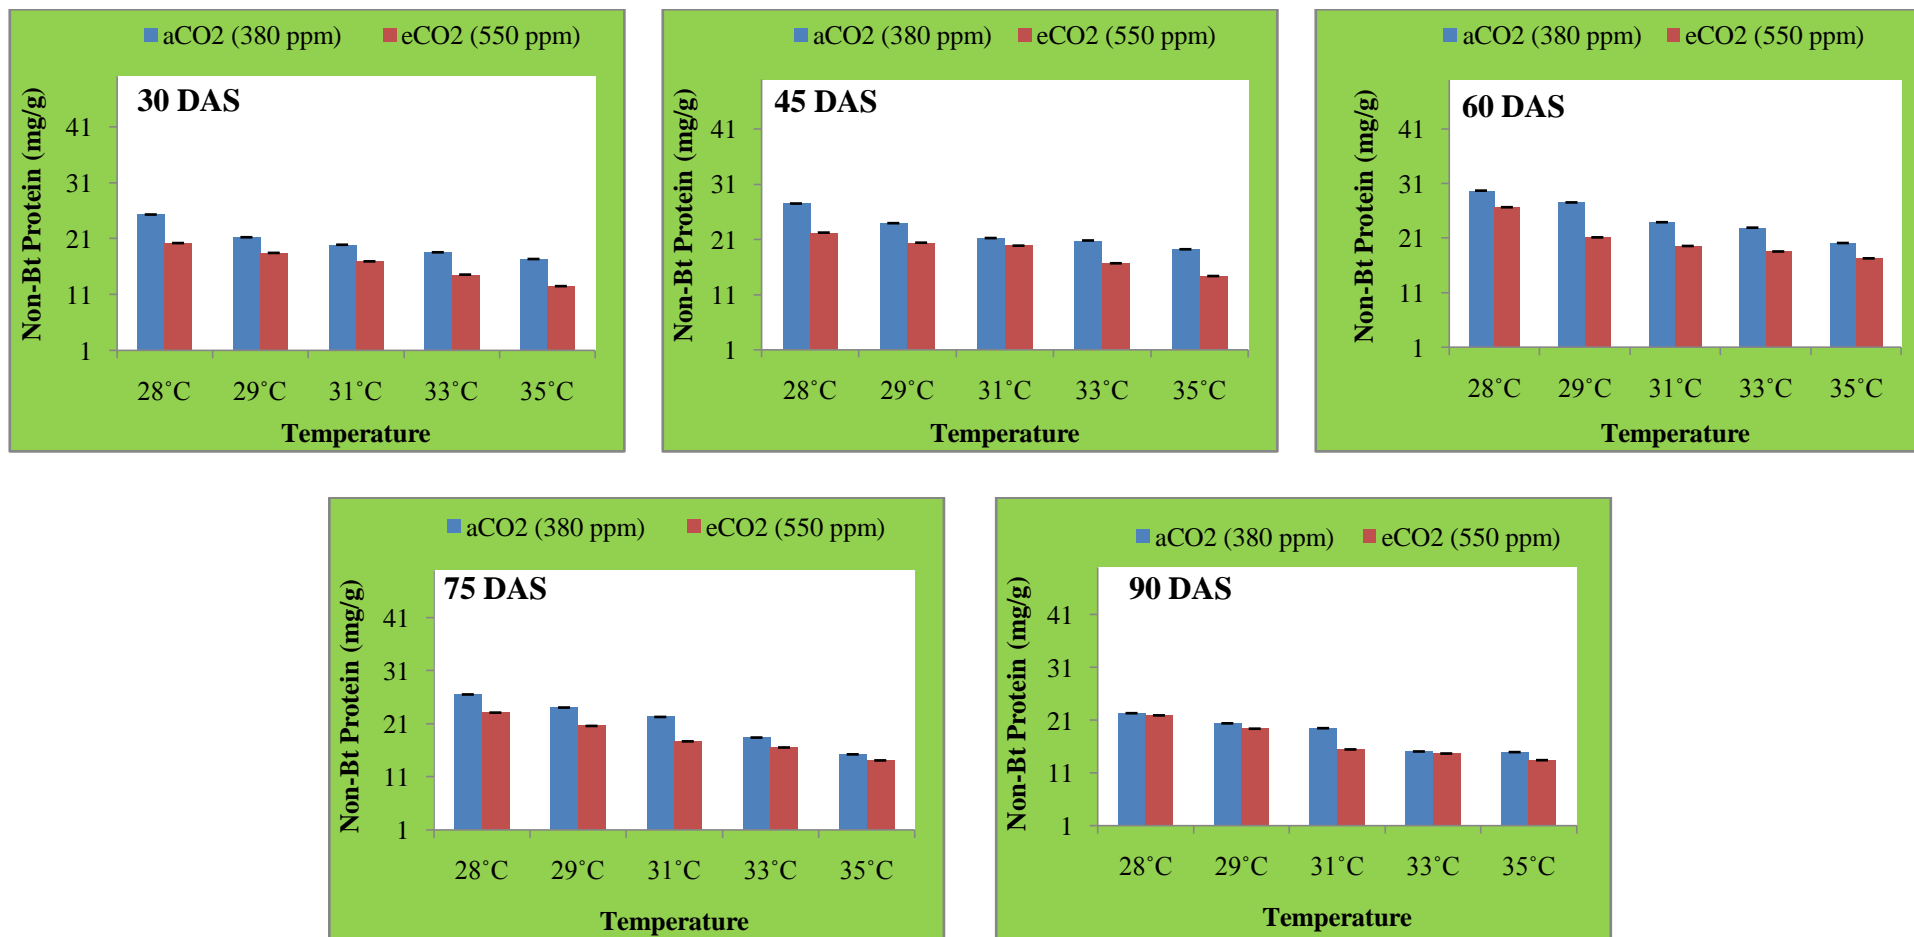 aCO2 (380 ppm) eCO2 (550 ppm)
30 DAS
Non-Bt Protein (mg/g)
41
31
21
11
1
28˚C 29˚C 31˚C 33˚C 35˚C
Temperature
aCO2 (380 ppm) eCO2 (550 ppm)
45 DAS
Non-Bt Protein (mg/g)
41
31
21
11
1
28˚C 29˚C 31˚C 33˚C 35˚C
Temperature
aCO2 (380 ppm) eCO2 (550 ppm)
60 DAS
Non-Bt Protein (mg/g)
41
31
21
11
1
28˚C 29˚C 31˚C 33˚C 35˚C
Temperature
aCO2 (380 ppm) eCO2 (550 ppm)
75 DAS
Non-Bt Protein (mg/g)
41
31
21
11
1
28˚C 29˚C 31˚C 33˚C 35˚C
Temperature
aCO2 (380 ppm) eCO2 (550 ppm)
90 DAS
Non-Bt Protein (mg/g)
41
31
21
11
1
28˚C 29˚C 31˚C 33˚C 35˚C
Temperature